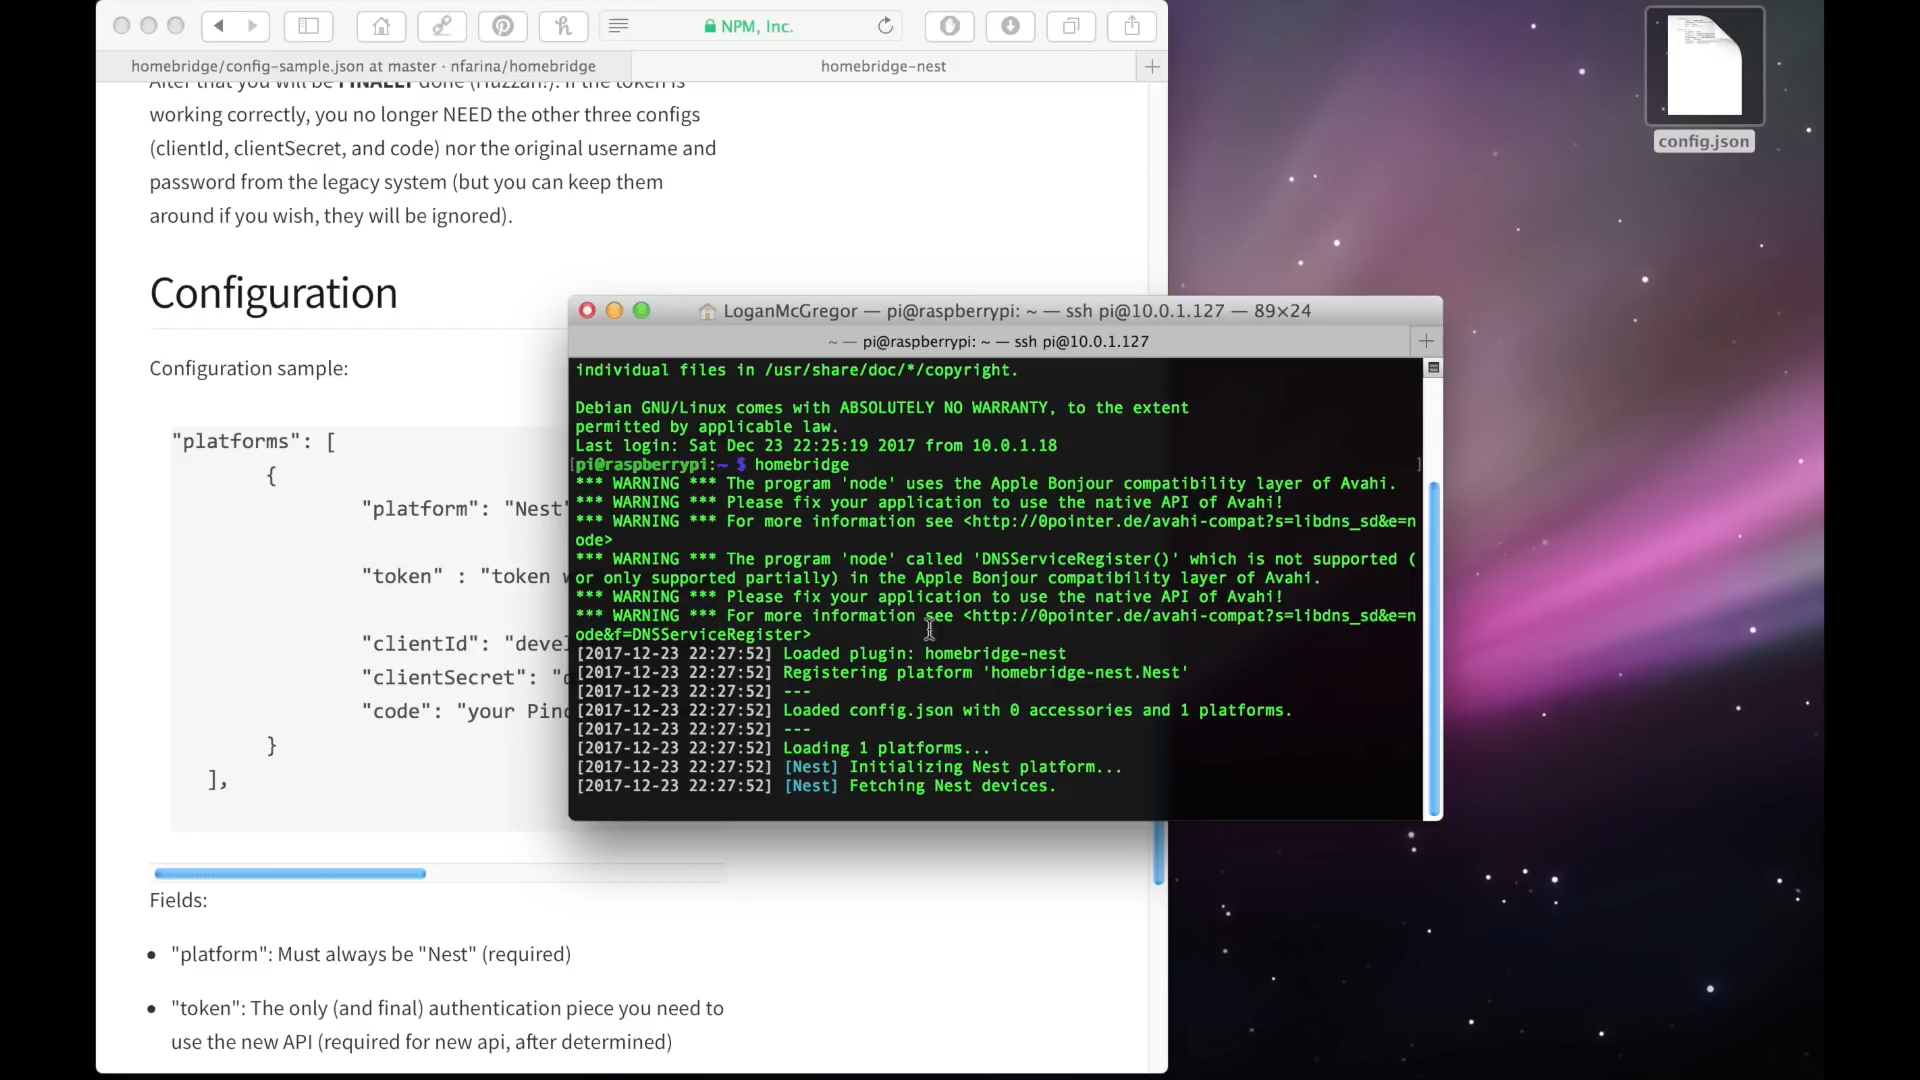 NPM, Inc.
homebridge/config-sample.json at master · nfarina/homebridge
homebridge-nest
After that you will be FINALLY done (Huzzah!). If the token is
working correctly, you no longer NEED the other three configs
(clientId, clientSecret, and code) nor the original username and
password from the legacy system (but you can keep them
around if you wish, they will be ignored).
Configuration
Configuration sample:
"platforms": [
{
"platform": "Nest"
"token" : "token
"clientId": "devel
"clientSecret": "
"code": "your Pinc
}
],
Fields:
• "platform": Must always be "Nest" (required)
• "token": The only (and final) authentication piece you need to
use the new API (required for new api, after determined)
config.json
LoganMcGregor — pi@raspberrypi: ~ — ssh pi@10.0.1.127 — 89×24
~ — pi@raspberrypi: ~ — ssh pi@10.0.1.127
individual files in /usr/share/doc/*/copyright.
Debian GNU/Linux comes with ABSOLUTELY NO WARRANTY, to the extent
permitted by applicable law.
Last login: Sat Dec 23 22:25:19 2017 from 10.0.1.18
[pi@raspberrypi:~ $ homebridge ]
*** WARNING *** The program 'node' uses the Apple Bonjour compatibility layer of Avahi.
*** WARNING *** Please fix your application to use the native API of Avahi!
*** WARNING *** For more information see <http://0pointer.de/avahi-compat?s=libdns_sd&e=n
ode>
*** WARNING *** The program 'node' called 'DNSServiceRegister()' which is not supported (
or only supported partially) in the Apple Bonjour compatibility layer of Avahi.
*** WARNING *** Please fix your application to use the native API of Avahi!
*** WARNING *** For more information see <http://0pointer.de/avahi-compat?s=libdns_sd&e=n
ode&f=DNSServiceRegister>
[2017-12-23 22:27:52] Loaded plugin: homebridge-nest
[2017-12-23 22:27:52] Registering platform 'homebridge-nest.Nest'
[2017-12-23 22:27:52] ---
[2017-12-23 22:27:52] Loaded config.json with 0 accessories and 1 platforms.
[2017-12-23 22:27:52] ---
[2017-12-23 22:27:52] Loading 1 platforms...
[2017-12-23 22:27:52] [Nest] Initializing Nest platform...
[2017-12-23 22:27:52] [Nest] Fetching Nest devices.